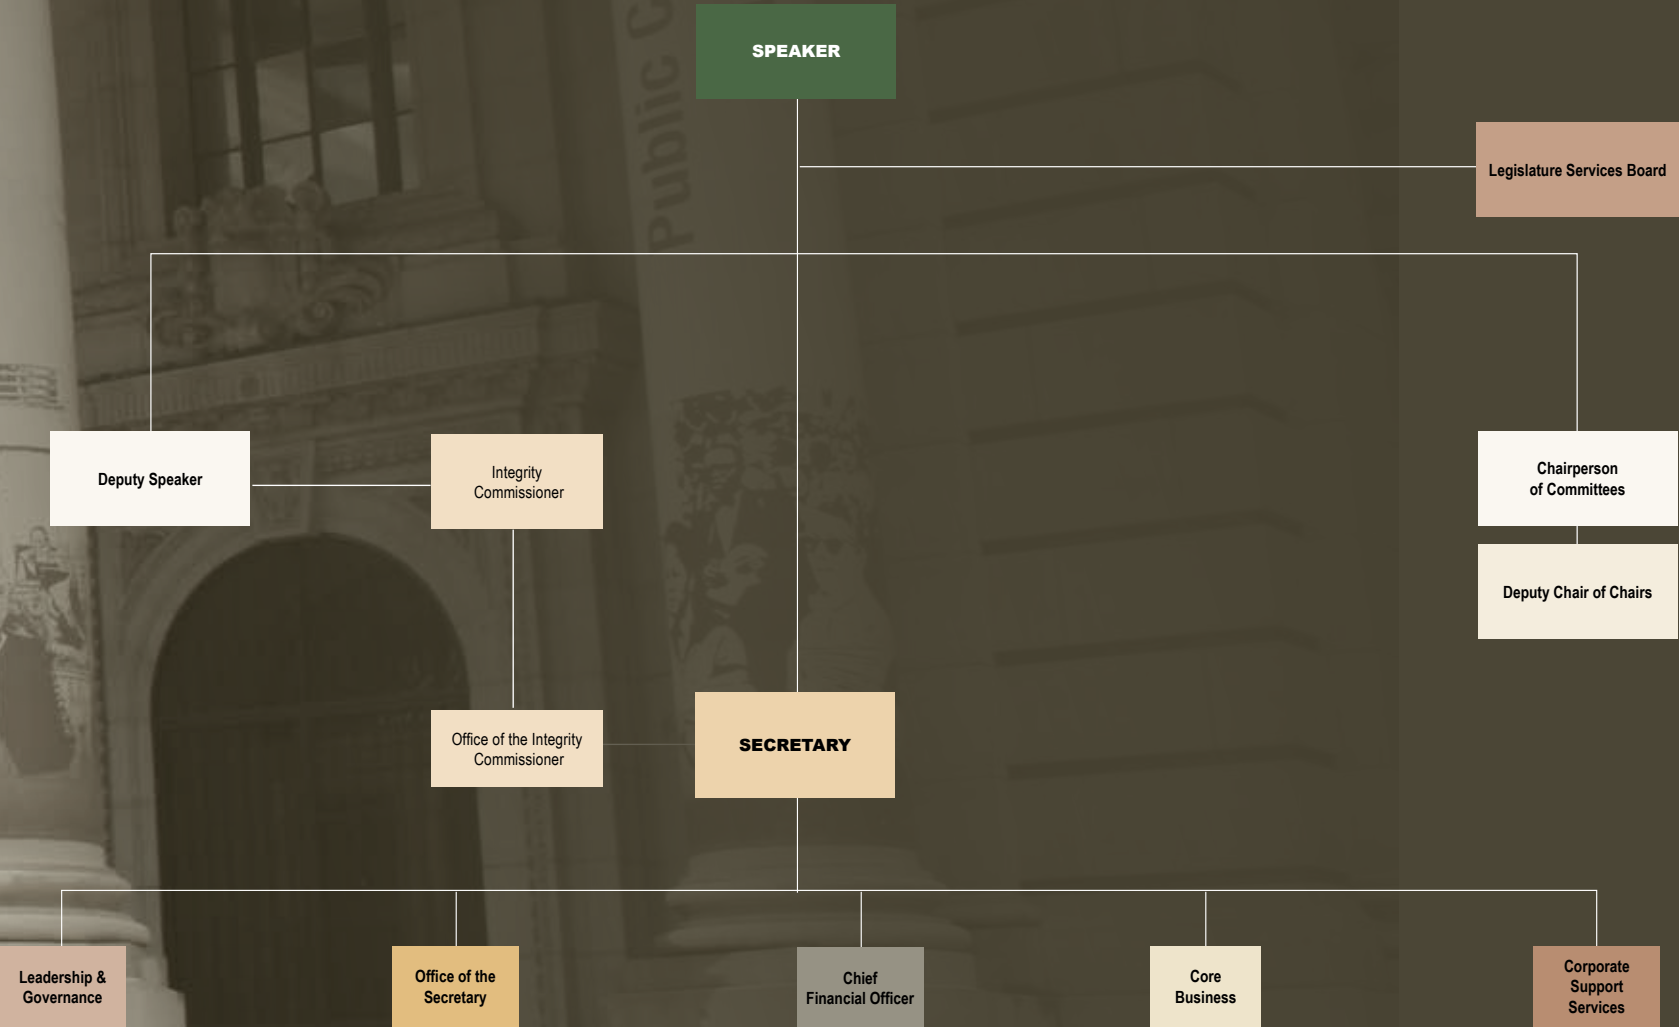 Public C
SPEAKER
Legislature Services Board
Deputy Speaker
Integrity
Commissioner
Chairperson
of Committees
Deputy Chair of Chairs
Office of the Integrity
Commissioner
SECRETARY
Leadership &
Governance
Office of the
Secretary
Chief
Financial Officer
Core
Business
Corporate
Support
Services